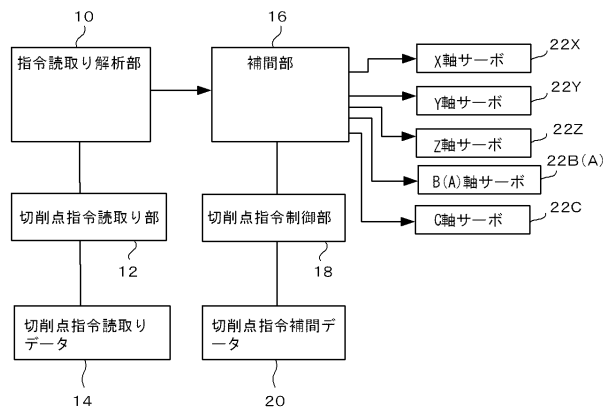 10
指令読取り解析部
16
補間部
X軸サーボ
22X
Y軸サーボ
22Y
Z軸サーボ
22Z
B(A)軸サーボ
22B(A)
C軸サーボ
22C
切削点指令読取り部
12
切削点指令制御部
18
切削点指令読取り
データ
14
切削点指令補間データ
20